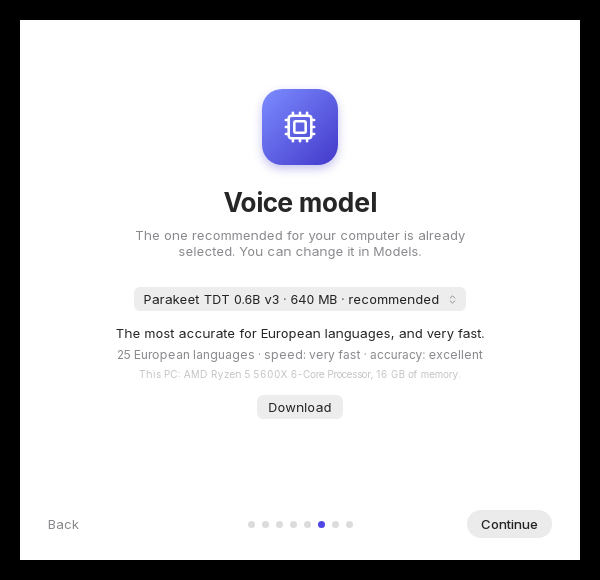 Voice model
The one recommended for your computer is already
selected. You can change it in Models.
Parakeet TDT 0.6B v3 · 640 MB · recommended
The most accurate for European languages, and very fast.
25 European languages · speed: very fast · accuracy: excellent
This PC: AMD Ryzen 5 5600X 6-Core Processor, 16 GB of memory
Download
Back
Continue